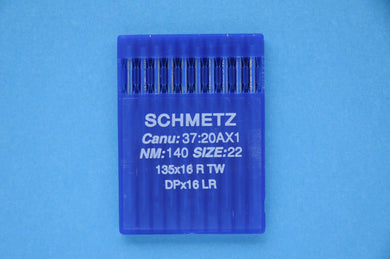 SCHMETZ
Canu: 37:20AX1
NM:140 SIZE:22
135x16 R TW
DPx16 LR